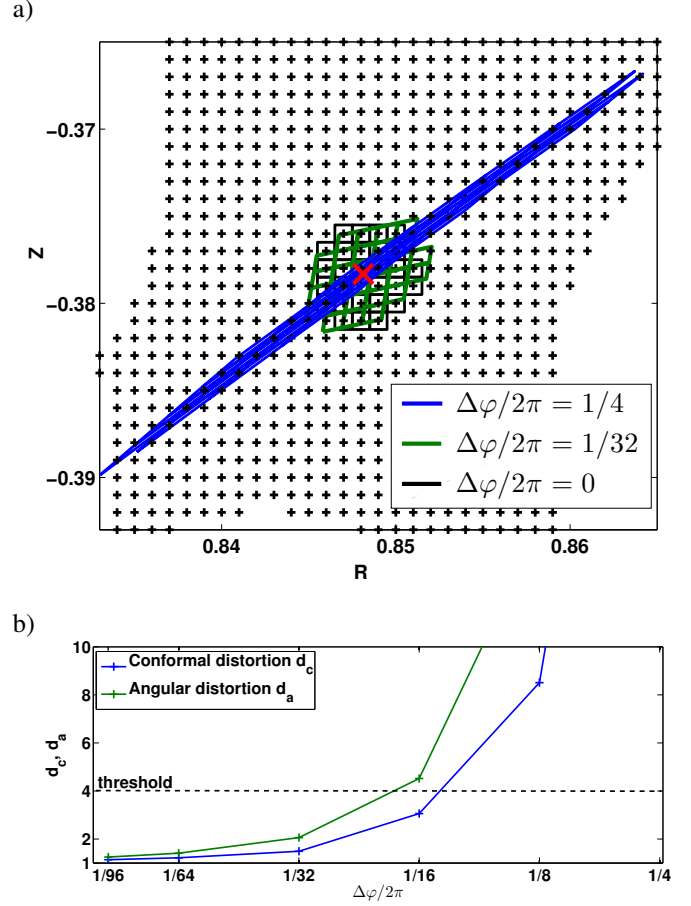 a)
Z
−0.37
−0.38
−0.39
Δφ/2π = 1/4
Δφ/2π = 1/32
Δφ/2π = 0
0.84 0.85 0.86
R
b)
d_c, d_a
10
8
6
4
2
1
Conformal distortion d_c
Angular distortion d_a
threshold
1/96 1/64 1/32 1/16 1/8 1/4
Δφ/2π